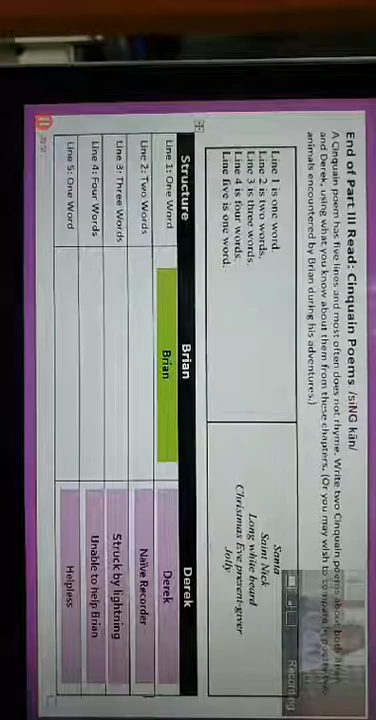 End of Part III Read: Cinquain Poems /siNG kān/
A Cinquain poem has five lines and most often does not rhyme. Write two Cinquain poems about both Brian
and Derek, using what you know about them from these chapters. (Or you may wish to compare in poetry two
animals encountered by Brian during his adventures.)
Line 1 is one word.
Line 2 is two words.
Line 3 is three words.
Line 4 is four words.
Line five is one word.
Santa
Saint Nick
Long white beard
Christmas Eve present-giver
Jolly
Recording
Structure Brian Derek
Line 1: One Word Brian Derek
Line 2: Two Words Naïve Recorder
Line 3: Three Words Struck by lightning
Line 4: Four Words Unable to help Brian
Line 5: One Word Helpless